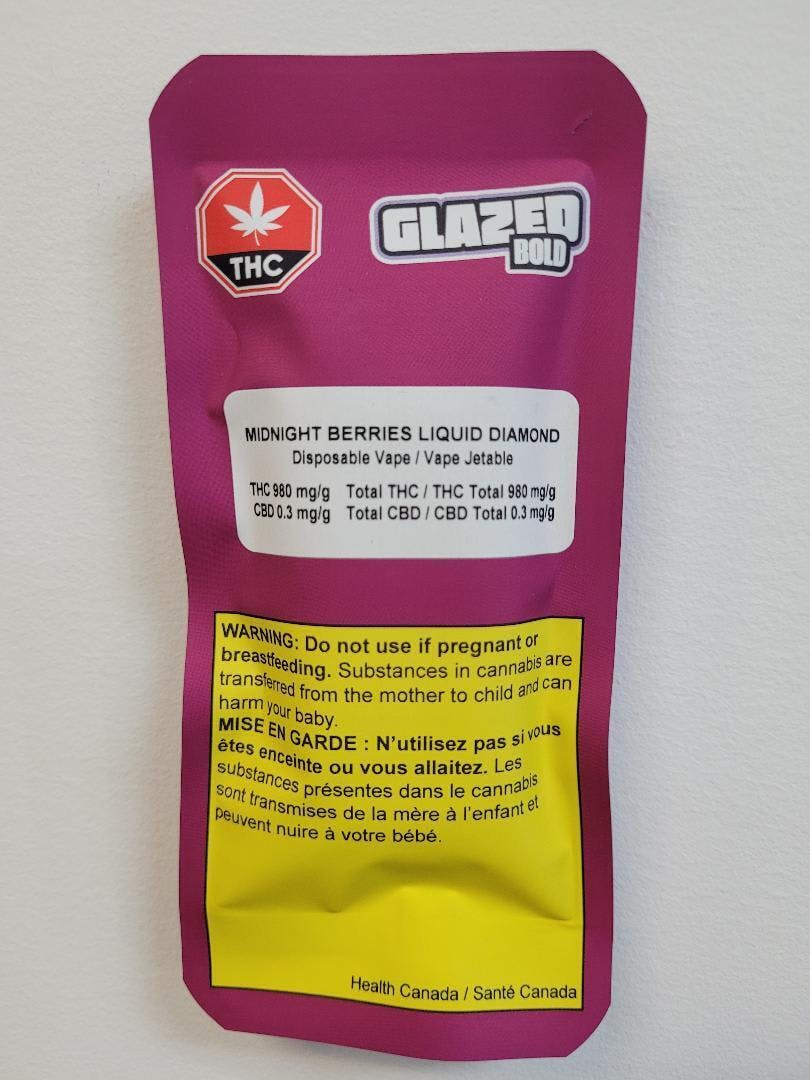 THC
GLAZED
BOLD
MIDNIGHT BERRIES LIQUID DIAMOND
Disposable Vape / Vape Jetable
THC 980 mg/g Total THC / THC Total 980 mg/g
CBD 0.3 mg/g Total CBD / CBD Total 0.3 mg/g
WARNING: Do not use if pregnant or
breastfeeding. Substances in cannabis are
transferred from the mother to child and can
harm your baby.
MISE EN GARDE : N'utilisez pas si vous
êtes enceinte ou vous allaitez. Les
substances présentes dans le cannabis
sont transmises de la mère à l'enfant et
peuvent nuire à votre bébé.
Health Canada / Santé Canada